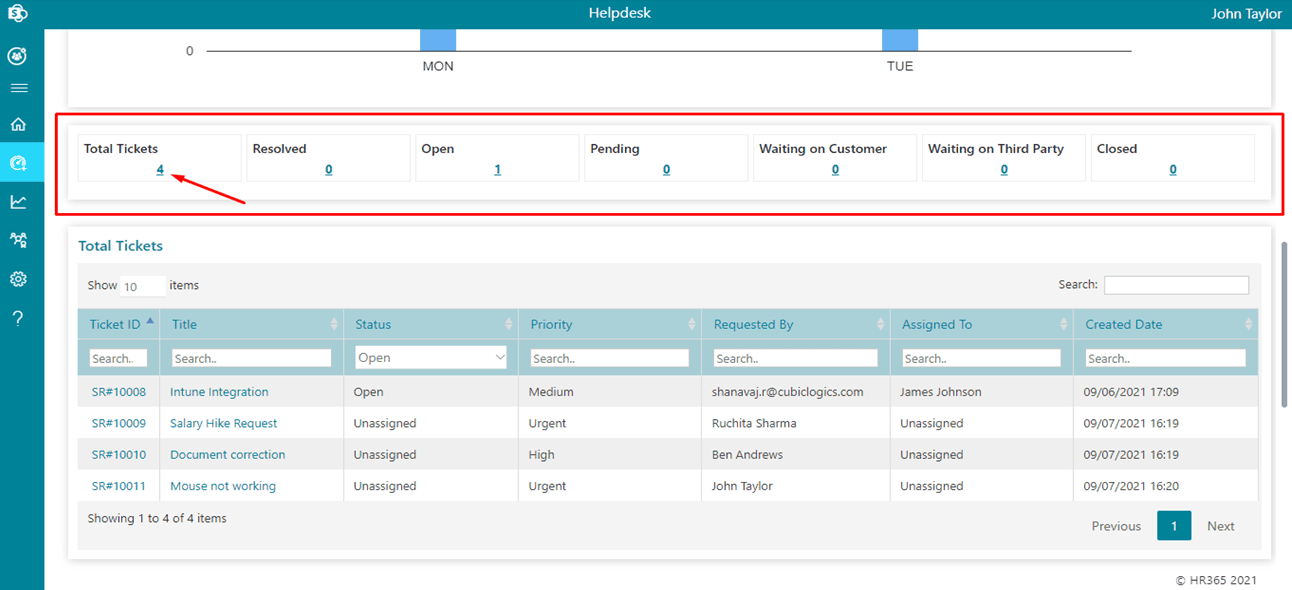 Helpdesk John Taylor
0
MON TUE
Total Tickets Resolved Open Pending Waiting on Customer Waiting on Third Party Closed
4 0 1 0 0 0 0
Total Tickets
Show 10 items Search:
Ticket ID Title Status Priority Requested By Assigned To Created Date
Search.. Search.. Open Search.. Search.. Search.. Search..
SR#10008 Intune Integration Open Medium shanavaj.r@cubiclogics.com James Johnson 09/06/2021 17:09
SR#10009 Salary Hike Request Unassigned Urgent Ruchita Sharma Unassigned 09/07/2021 16:19
SR#10010 Document correction Unassigned High Ben Andrews Unassigned 09/07/2021 16:19
SR#10011 Mouse not working Unassigned Urgent John Taylor Unassigned 09/07/2021 16:20
Showing 1 to 4 of 4 items
Previous 1 Next
© HR365 2021